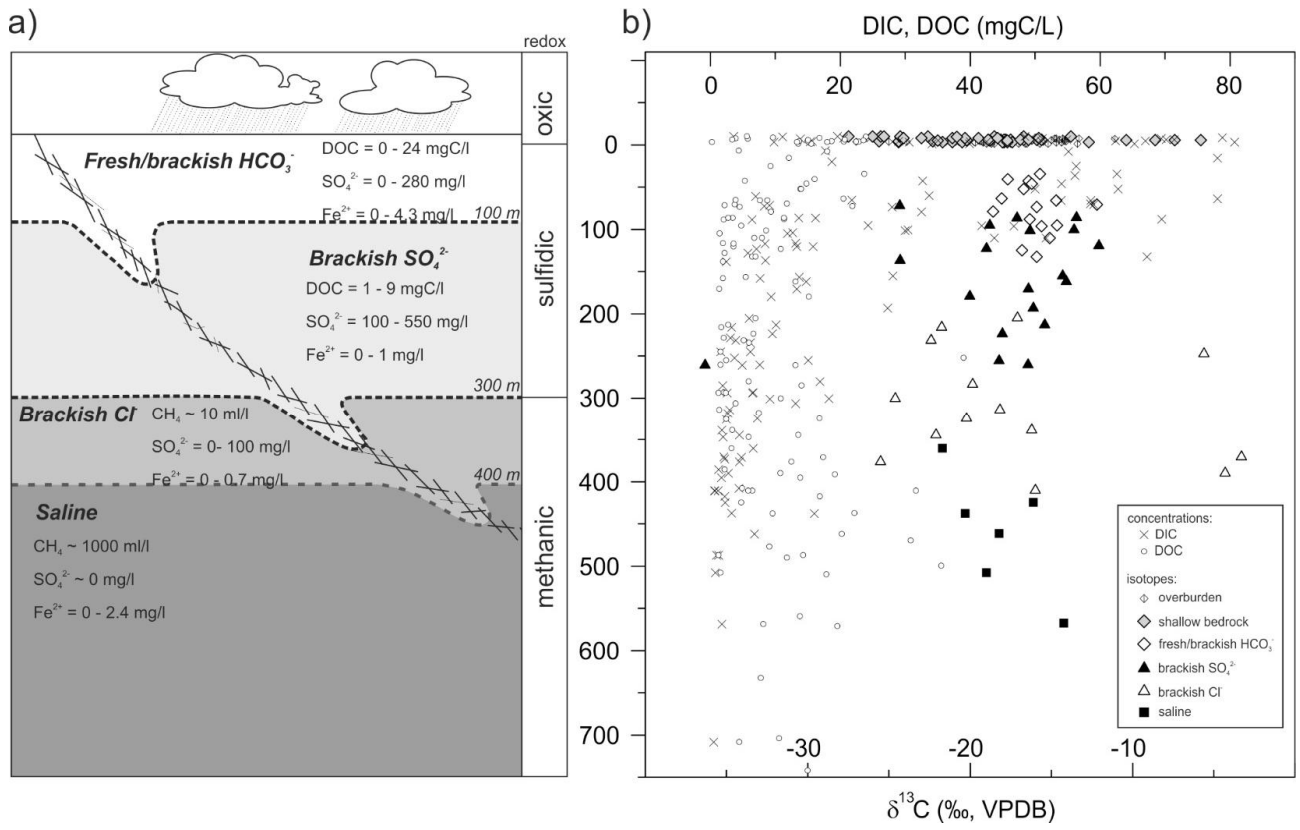 a)
redox
oxic
Fresh/brackish HCO₃⁻
DOC = 0 - 24 mgC/l
SO₄²⁻ = 0 - 280 mg/l
Fe²⁺ = 0 - 4.3 mg/l
100 m
Brackish SO₄²⁻
DOC = 1 - 9 mgC/l
SO₄²⁻ = 100 - 550 mg/l
Fe²⁺ = 0 - 1 mg/l
sulfidic
300 m
Brackish Cl⁻
CH₄ ~ 10 ml/l
SO₄²⁻ = 0- 100 mg/l
Fe²⁺ = 0 - 0.7 mg/l
400 m
Saline
CH₄ ~ 1000 ml/l
SO₄²⁻ ~ 0 mg/l
Fe²⁺ = 0 - 2.4 mg/l
methanic
b)
DIC, DOC (mgC/L)
0 20 40 60 80
0
100
200
300
400
500
600
700
concentrations:
DIC
DOC
isotopes:
overburden
shallow bedrock
fresh/brackish HCO₃⁻
brackish SO₄²⁻
brackish Cl⁻
saline
-30 -20 -10
δ¹³C (‰, VPDB)